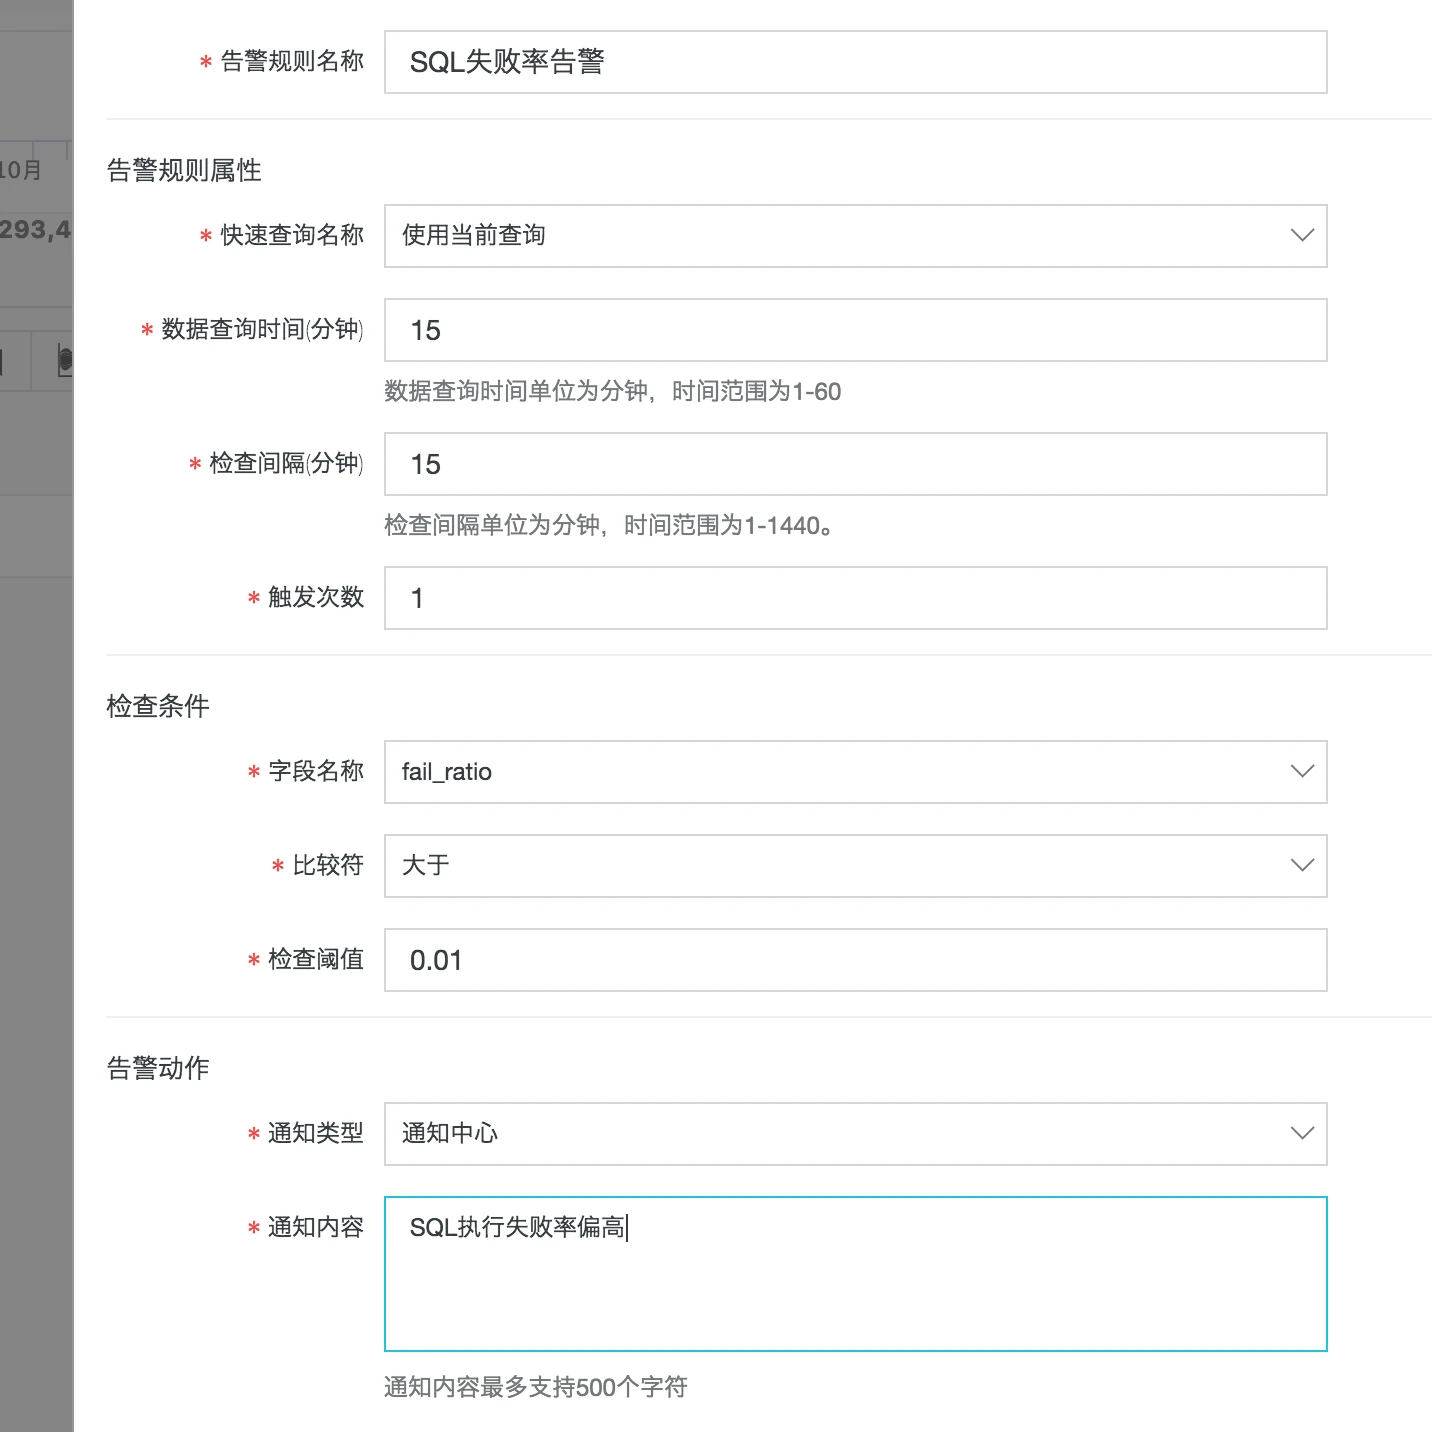 * 告警规则名称 SQL失败率告警
10月
告警规则属性
293,4
* 快速查询名称 使用当前查询
* 数据查询时间(分钟) 15
数据查询时间单位为分钟，时间范围为1-60
* 检查间隔(分钟) 15
检查间隔单位为分钟，时间范围为1-1440。
* 触发次数 1
检查条件
* 字段名称 fail_ratio
* 比较符 大于
* 检查阈值 0.01
告警动作
* 通知类型 通知中心
* 通知内容 SQL执行失败率偏高
通知内容最多支持500个字符